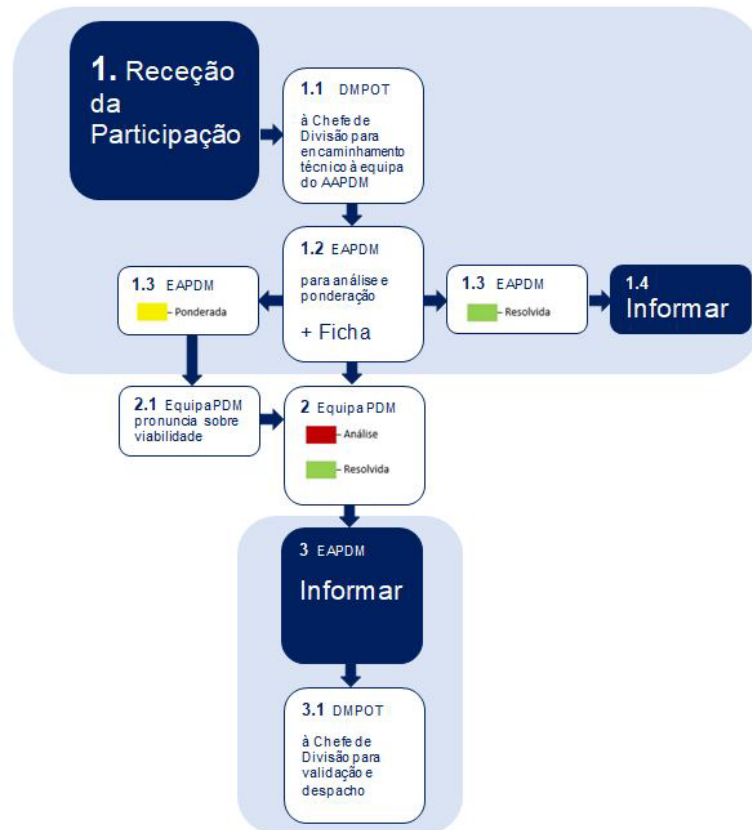 1. Receção
da
Participação
1.1 DMPOT
à Chefe de
Divisão para
encaminhamento
técnico à equipa
do AAPDM
1.2 EAPDM
para análise e
ponderação
+ Ficha
1.3 EAPDM
– Ponderada
1.3 EAPDM
– Resolvida
1.4
Informar
2.1 Equipa PDM
pronuncia sobre
viabilidade
2 Equipa PDM
– Análise
– Resolvida
3 EAPDM
Informar
3.1 DMPOT
à Chefe de
Divisão para
validação e
despacho